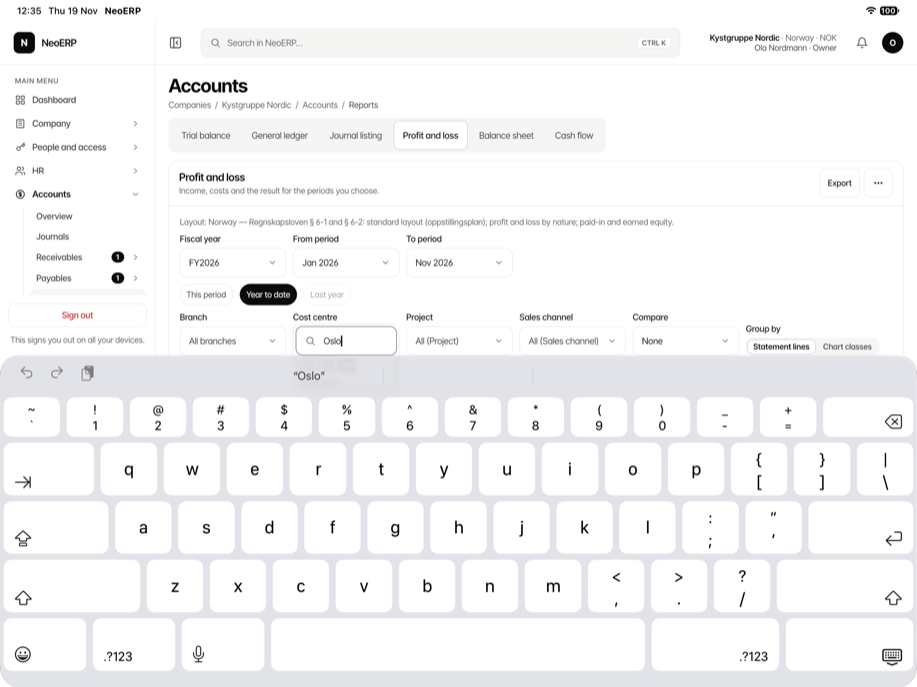 12:35 Thu 19 Nov NeoERP
100
N NeoERP
Search in NeoERP...
CTRL K
Kystgruppe Nordic · Norway · NOK
Ola Nordmann · Owner
O
MAIN MENU
Dashboard
Company
People and access
HR
Accounts
Overview
Journals
Receivables 1
Payables 1
Sign out
This signs you out on all your devices.
Accounts
Companies / Kystgruppe Nordic / Accounts / Reports
Trial balance General ledger Journal listing Profit and loss Balance sheet Cash flow
Profit and loss
Income, costs and the result for the periods you choose.
Export
Layout: Norway — Regnskapsloven § 6-1 and § 6-2: standard layout (oppstillingsplan); profit and loss by nature; paid-in and earned equity.
Fiscal year From period To period
FY2026 Jan 2026 Nov 2026
This period Year to date Last year
Branch Cost centre Project Sales channel Compare Group by
All branches Oslo All (Project) All (Sales channel) None Statement lines Chart classes
"Oslo"
~ ! @ # $ % ^ & * ( ) _ +
` 1 2 3 4 5 6 7 8 9 0 - =
q w e r t y u i o p { } |
[ ] \
a s d f g h j k l : "
; '
z x c v b n m < > ?
, . /
.?123 .?123